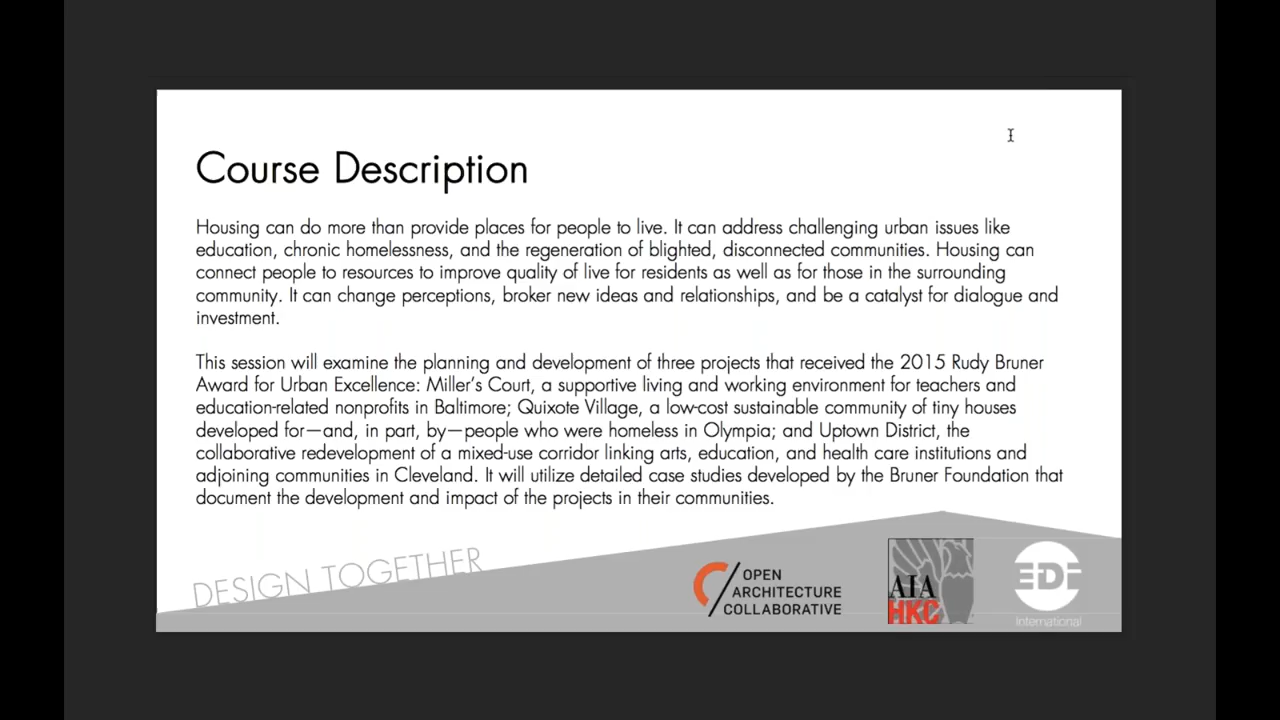 Course Description
Housing can do more than provide places for people to live. It can address challenging urban issues like
education, chronic homelessness, and the regeneration of blighted, disconnected communities. Housing can
connect people to resources to improve quality of live for residents as well as for those in the surrounding
community. It can change perceptions, broker new ideas and relationships, and be a catalyst for dialogue and
investment.
This session will examine the planning and development of three projects that received the 2015 Rudy Bruner
Award for Urban Excellence: Miller's Court, a supportive living and working environment for teachers and
education-related nonprofits in Baltimore; Quixote Village, a low-cost sustainable community of tiny houses
developed for—and, in part, by—people who were homeless in Olympia; and Uptown District, the
collaborative redevelopment of a mixed-use corridor linking arts, education, and health care institutions and
adjoining communities in Cleveland. It will utilize detailed case studies developed by the Bruner Foundation that
document the development and impact of the projects in their communities.
DESIGN TOGETHER
OPEN
ARCHITECTURE
COLLABORATIVE
AIA
HKC
EDI
International